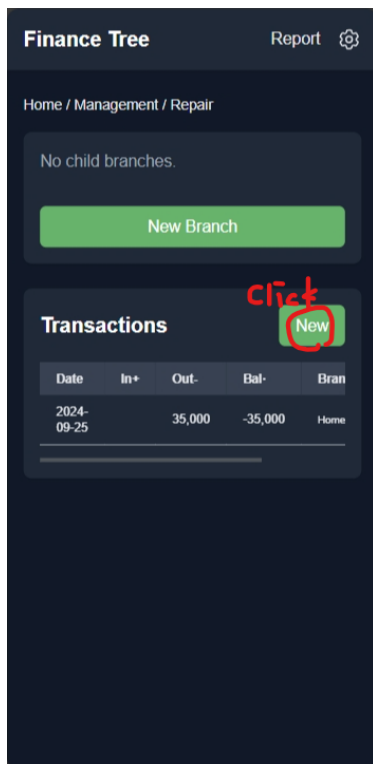 Finance Tree Report
Home / Management / Repair
No child branches.
New Branch
Click
Transactions New
Date In+ Out- Bal· Bran
2024-
09-25 35,000 -35,000 Home